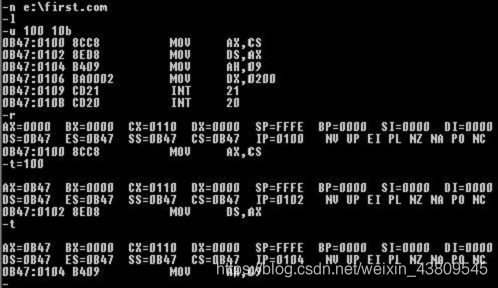 -n e:\first.com
-l
-u 100 10b
0B47:0100 8CC8 MOV AX,CS
0B47:0102 8ED8 MOV DS,AX
0B47:0104 B409 MOV AH,09
0B47:0106 BA0002 MOV DX,0200
0B47:0109 CD21 INT 21
0B47:010B CD20 INT 20
-r
AX=0000 BX=0000 CX=0110 DX=0000 SP=FFFE BP=0000 SI=0000 DI=0000
DS=0B47 ES=0B47 SS=0B47 CS=0B47 IP=0100 NV UP EI PL NZ NA PO NC
0B47:0100 8CC8 MOV AX,CS
-t=100
AX=0B47 BX=0000 CX=0110 DX=0000 SP=FFFE BP=0000 SI=0000 DI=0000
DS=0B47 ES=0B47 SS=0B47 CS=0B47 IP=0102 NV UP EI PL NZ NA PO NC
0B47:0102 8ED8 MOV DS,AX
-t
AX=0B47 BX=0000 CX=0110 DX=0000 SP=FFFE BP=0000 SI=0000 DI=0000
DS=0B47 ES=0B47 SS=0B47 CS=0B47 IP=0104 NV UP EI PL NZ NA PO NC
0B47:0104 B409 MOV AH,09
https://blog.csdn.net/weixin_43809545
-